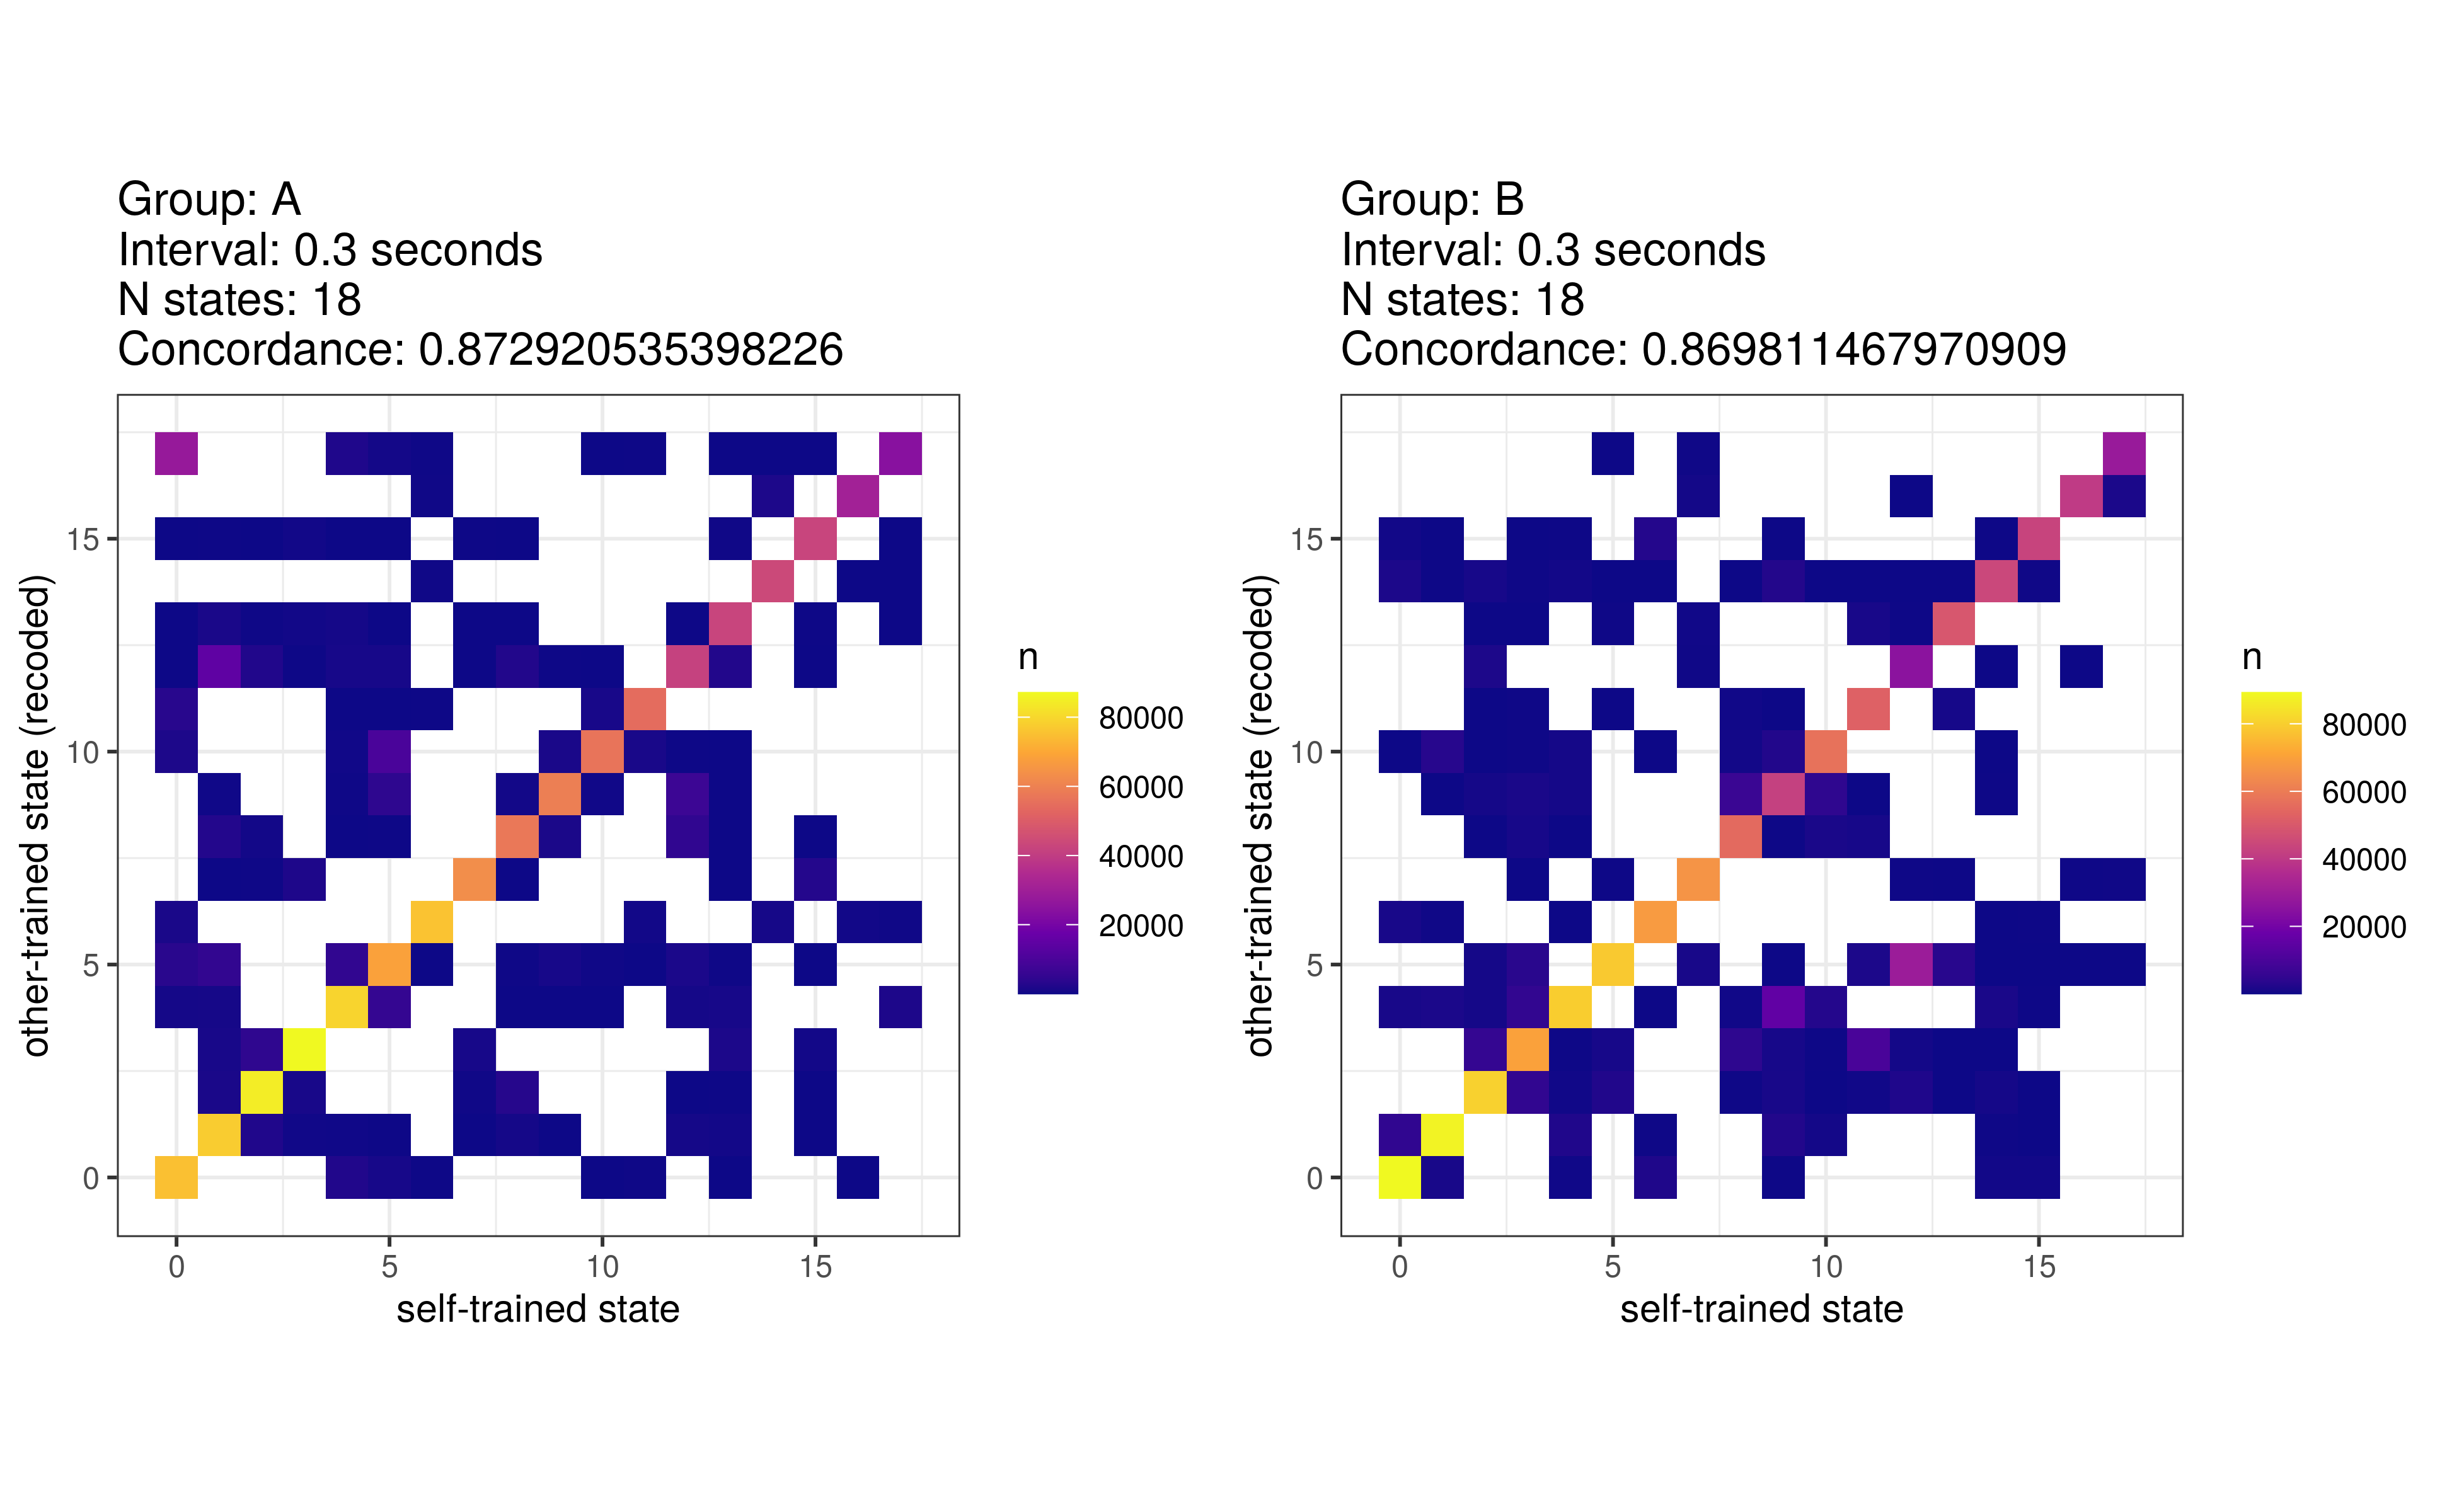 Group: A
Interval: 0.3 seconds
N states: 18
Concordance: 0.872920535398226
other-trained state (recoded)
15
10
5
0
0 5 10 15
self-trained state
n
80000
60000
40000
20000
Group: B
Interval: 0.3 seconds
N states: 18
Concordance: 0.869811467970909
other-trained state (recoded)
15
10
5
0
0 5 10 15
self-trained state
n
80000
60000
40000
20000